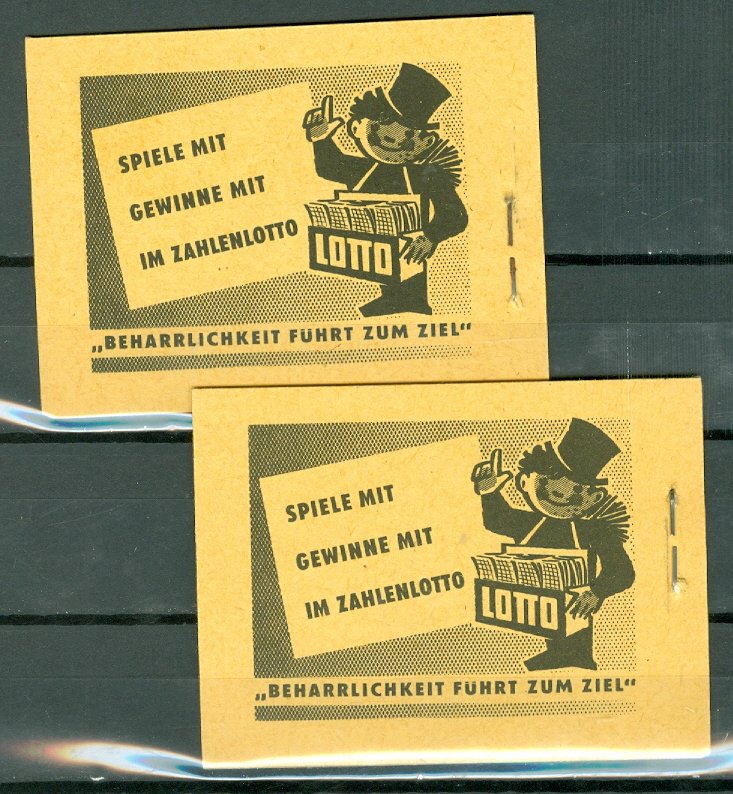 SPIELE MIT
GEWINNE MIT
IM ZAHLENLOTTO
LOTTO
„BEHARRLICHKEIT FÜHRT ZUM ZIEL“
SPIELE MIT
GEWINNE MIT
IM ZAHLENLOTTO
LOTTO
„BEHARRLICHKEIT FÜHRT ZUM ZIEL“